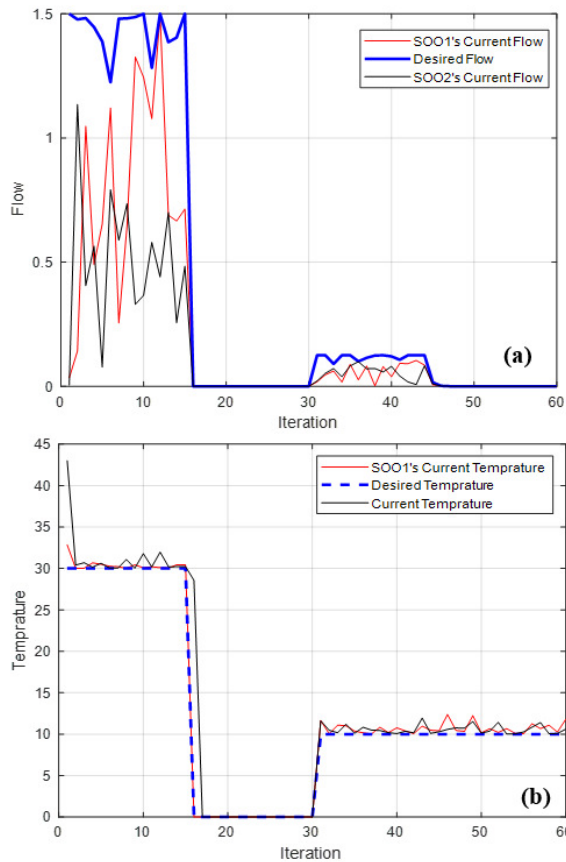 1.5
1
0.5
0
Flow
SOO1's Current Flow
Desired Flow
SOO2's Current Flow
(a)
0 10 20 30 40 50 60
Iteration
45
40
35
30
25
20
15
10
5
0
Temprature
SOO1's Current Temprature
Desired Temprature
Current Temprature
(b)
0 10 20 30 40 50 60
Iteration